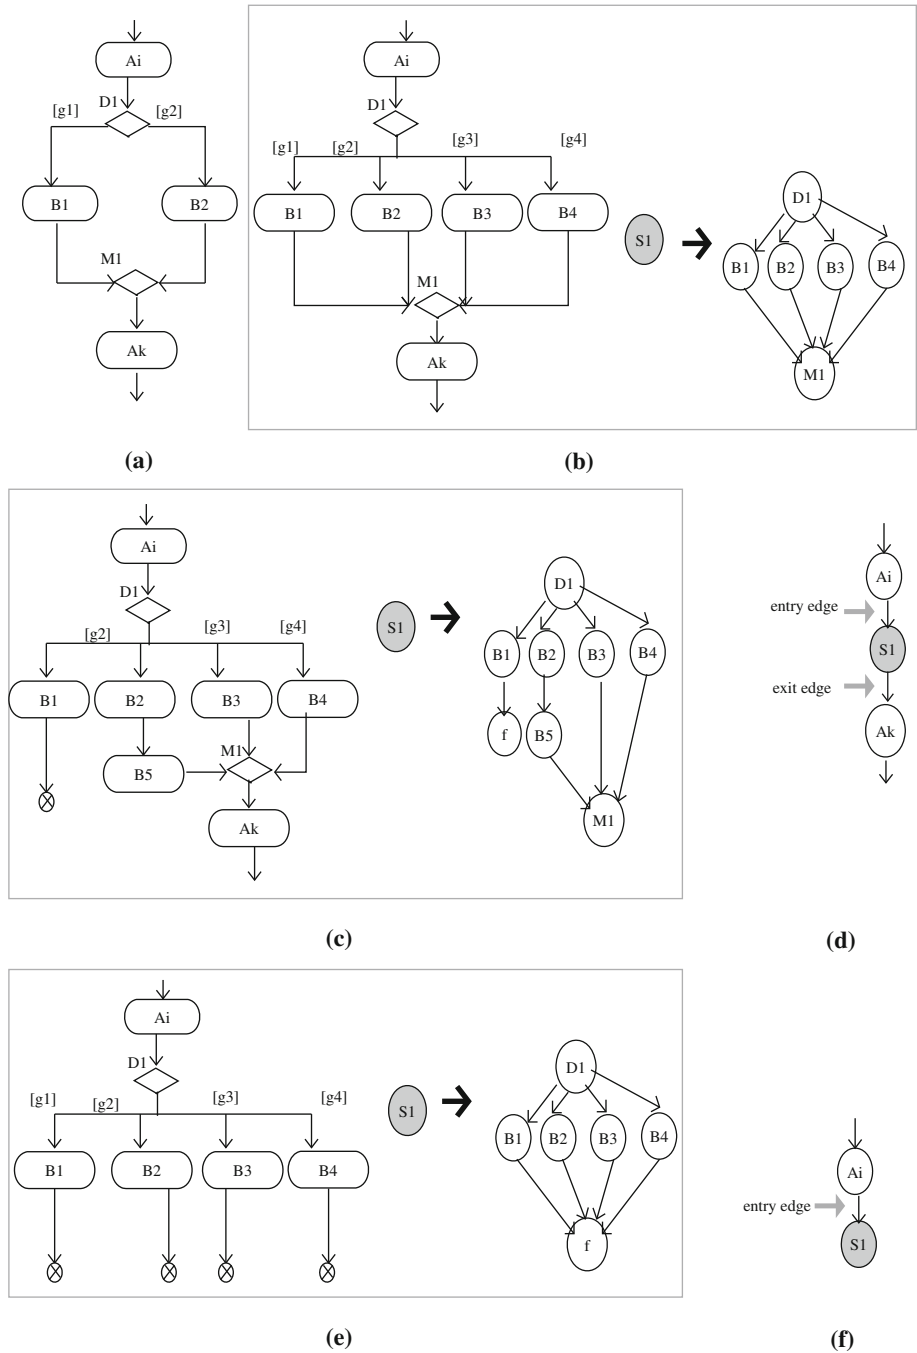 Ai
D1
[g1] [g2]
B1 B2
M1
Ak
(a)
Ai
D1
[g1] [g2] [g3] [g4]
B1 B2 B3 B4
M1
Ak
S1
D1
B1 B2 B3 B4
M1
(b)
Ai
D1
[g2] [g3] [g4]
B1 B2 B3 B4
M1
B5
Ak
S1
D1
B1 B2 B3 B4
f B5
M1
(c)
Ai
entry edge
S1
exit edge
Ak
(d)
Ai
D1
[g1] [g2] [g3] [g4]
B1 B2 B3 B4
S1
D1
B1 B2 B3 B4
f
(e)
Ai
entry edge
S1
(f)